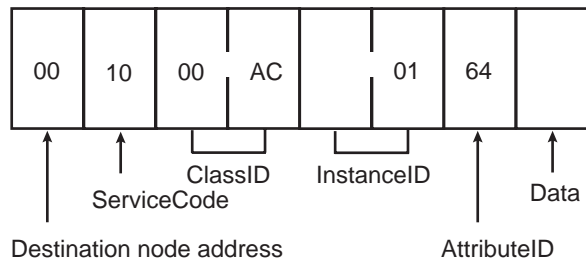 00 10 00 AC 01 64
ClassID InstanceID
ServiceCode Data
Destination node address AttributeID